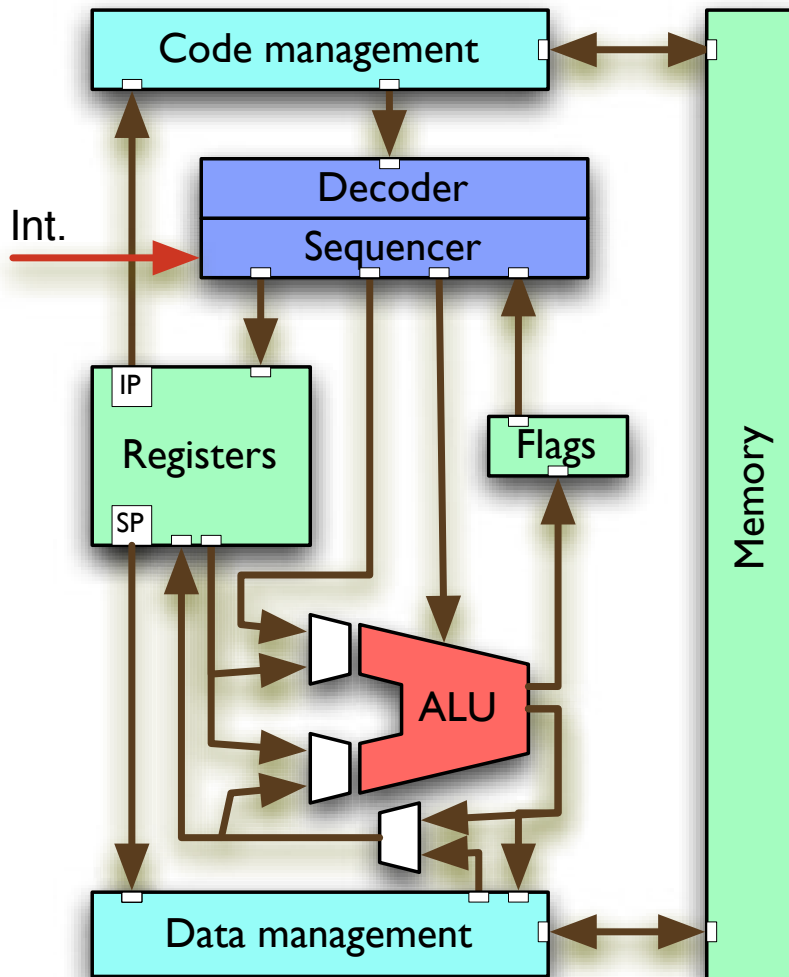 Code management
Decoder
Int.
Sequencer
IP
Registers
Flags
SP
Memory
ALU
Data management